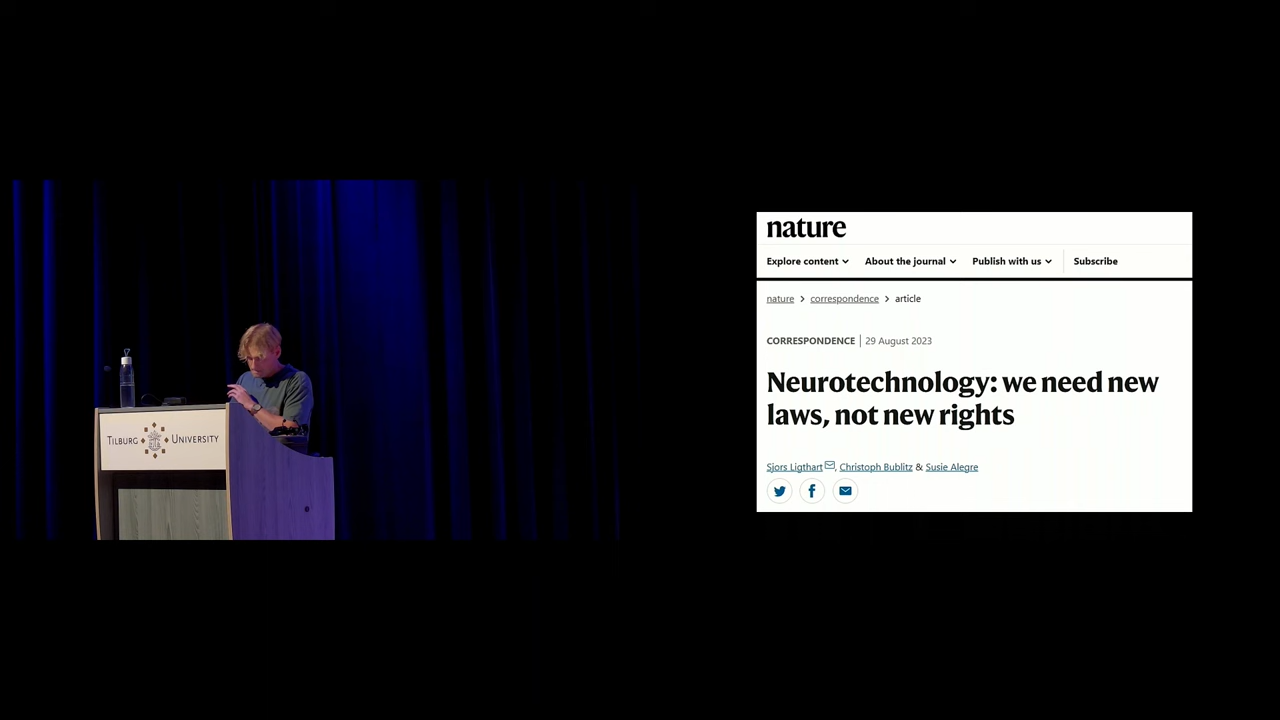 TILBURG UNIVERSITY
nature
Explore content About the journal Publish with us Subscribe
nature > correspondence > article
CORRESPONDENCE | 29 August 2023
Neurotechnology: we need new
laws, not new rights
Sjors Ligthart, Christoph Bublitz & Susie Alegre